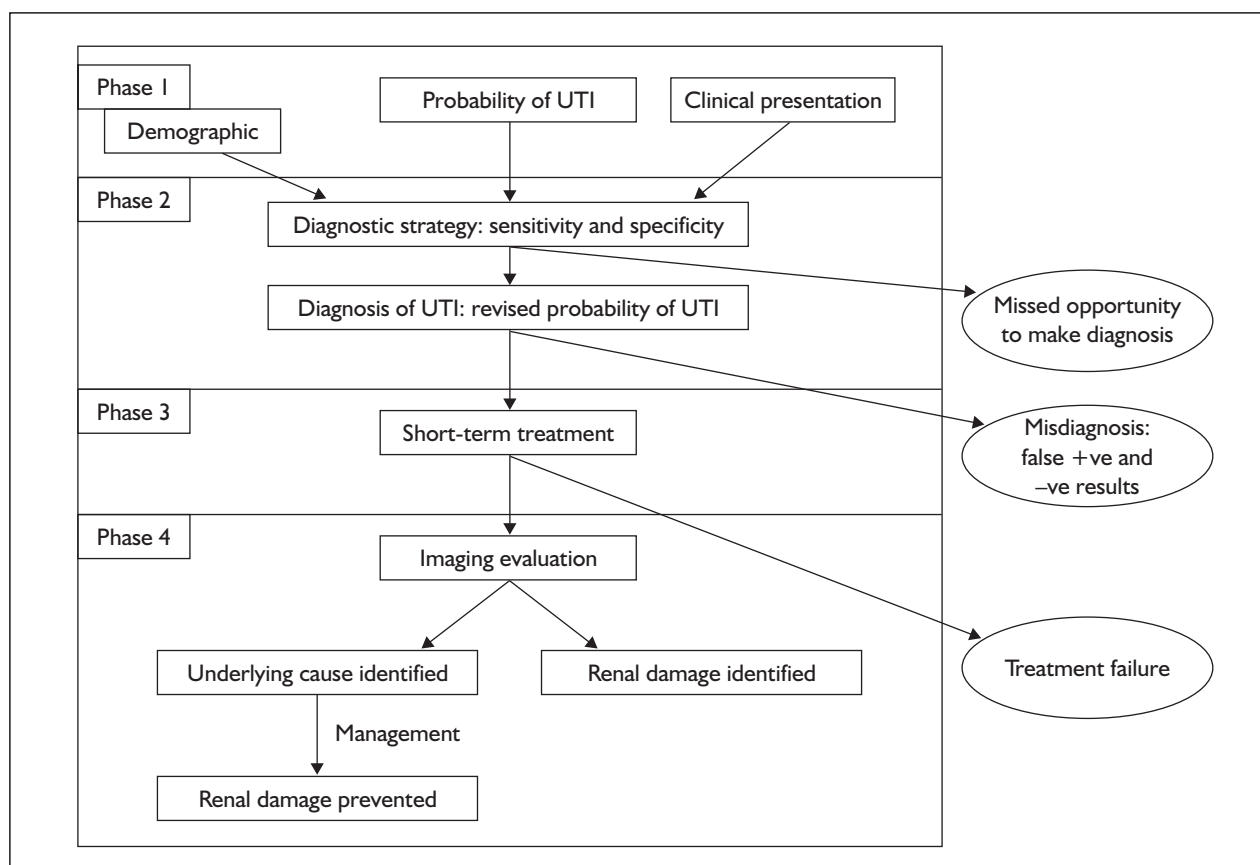 Phase 1
Probability of UTI
Clinical presentation
Demographic
Phase 2
Diagnostic strategy: sensitivity and specificity
Diagnosis of UTI: revised probability of UTI
Missed opportunity
to make diagnosis
Phase 3
Short-term treatment
Misdiagnosis:
false +ve and
–ve results
Phase 4
Imaging evaluation
Underlying cause identified
Renal damage identified
Treatment failure
Management
Renal damage prevented